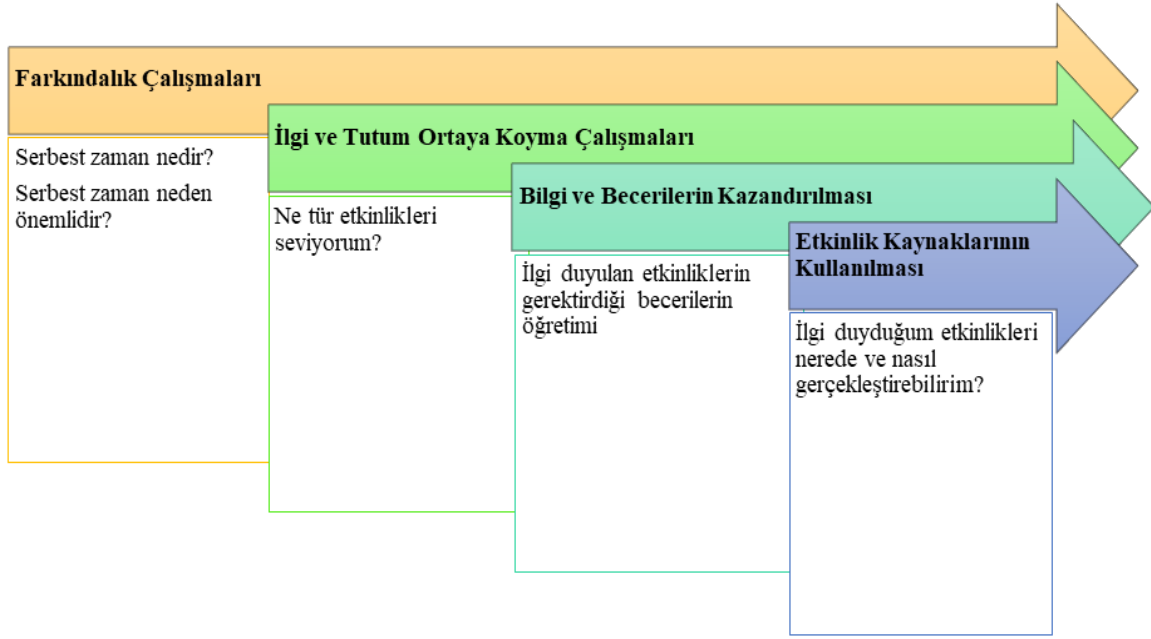 Farkındalık Çalışmaları
Serbest zaman nedir?
Serbest zaman neden
önemlidir?
İlgi ve Tutum Ortaya Koyma Çalışmaları
Ne tür etkinlikleri
seviyorum?
Bilgi ve Becerilerin Kazandırılması
İlgi duyulan etkinliklerin
gerektirdiği becerilerin
öğretimi
Etkinlik Kaynaklarının
Kullanılması
İlgi duyduğum etkinlikleri
nerede ve nasıl
gerçekleştirebilirim?